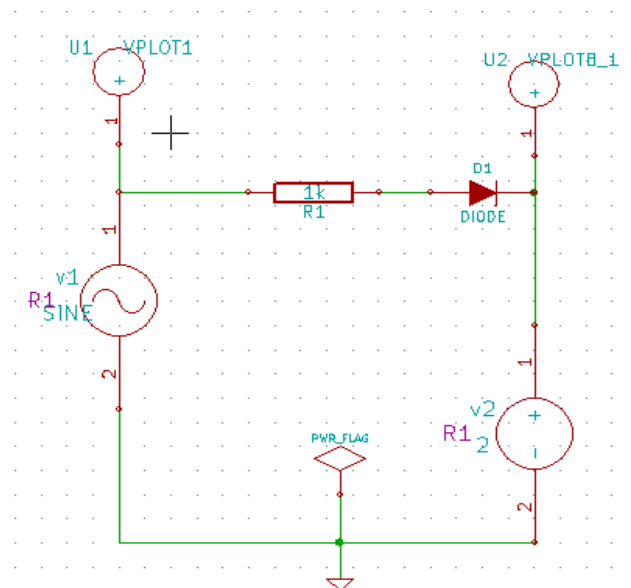 U1 VPLOT1
U2 VPLOT8_1
1
1
D1
1k
R1
DIODE
1
v1
R1
SINE
1
2
v2
R1
2
PWR_FLAG
2